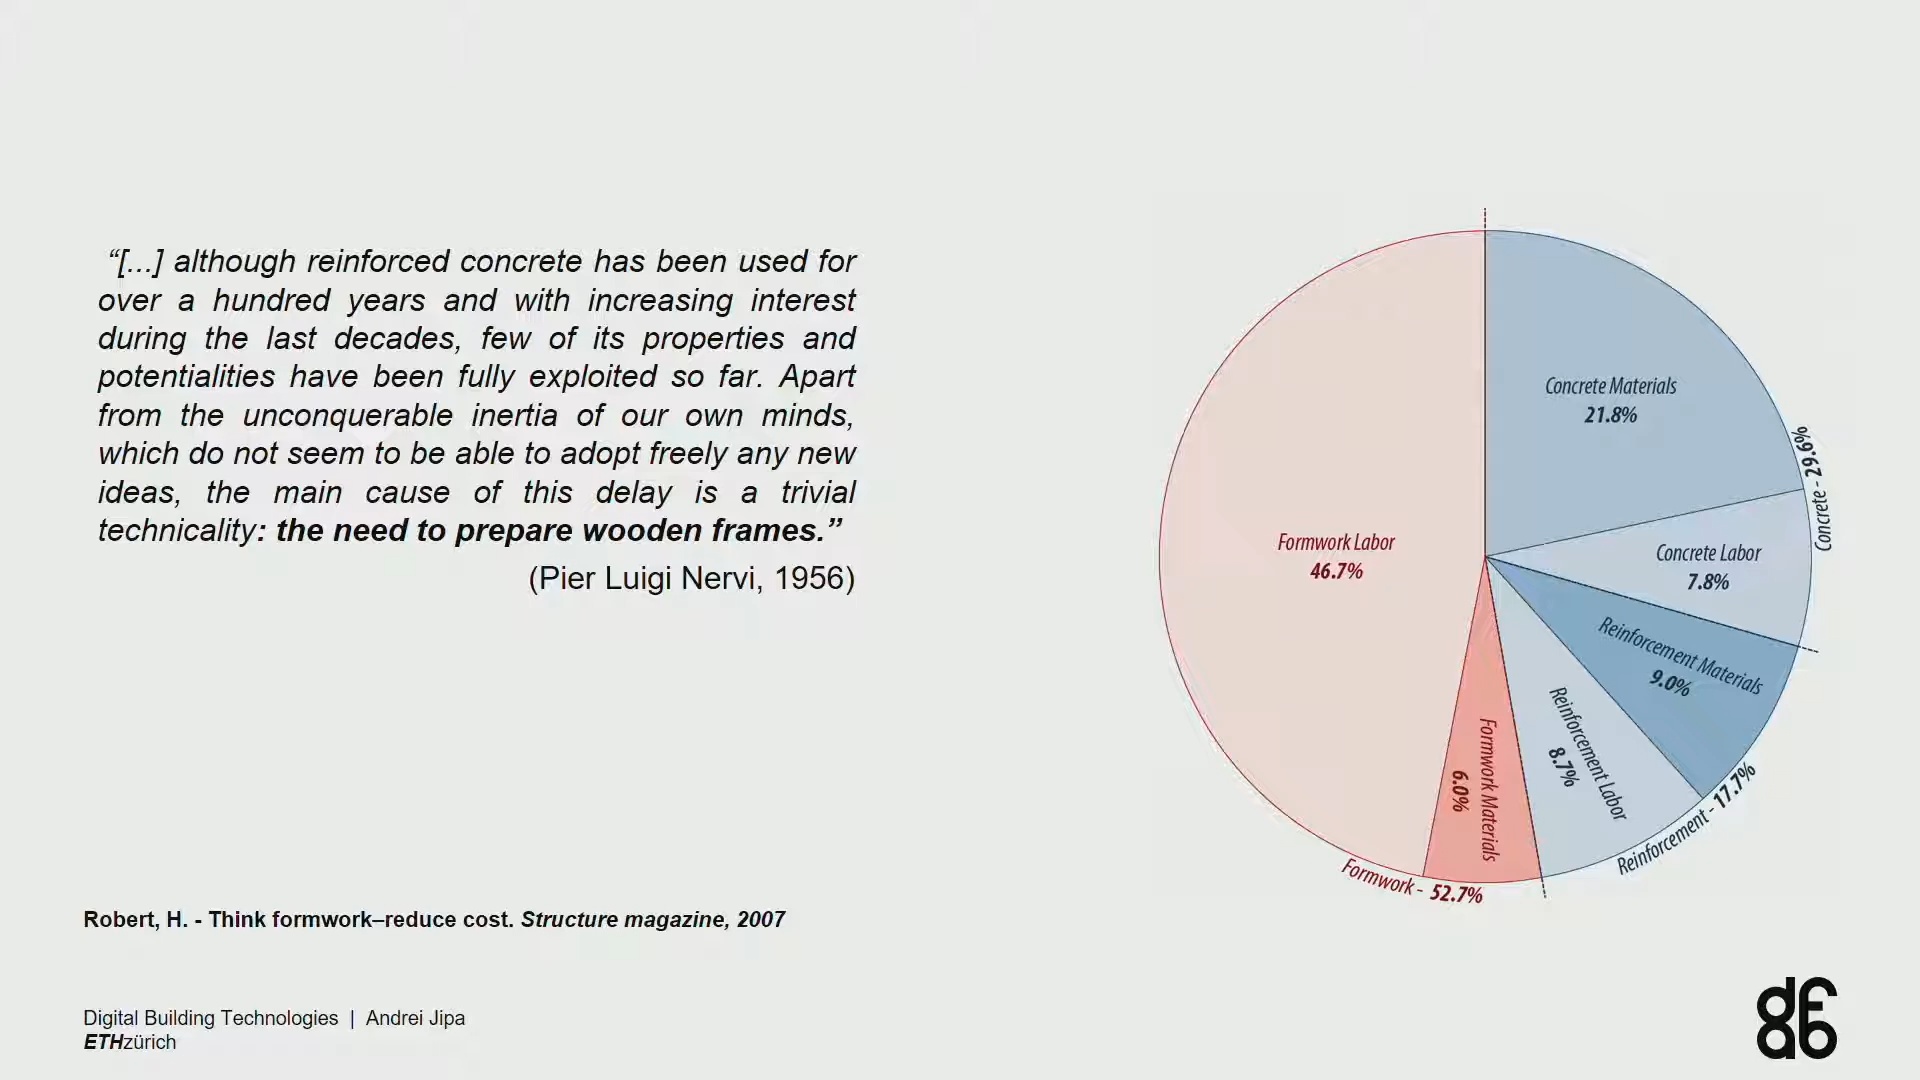 “[...] although reinforced concrete has been used for
over a hundred years and with increasing interest
during the last decades, few of its properties and
potentialities have been fully exploited so far. Apart
from the unconquerable inertia of our own minds,
which do not seem to be able to adopt freely any new
ideas, the main cause of this delay is a trivial
technicality: the need to prepare wooden frames.”
(Pier Luigi Nervi, 1956)
Concrete Materials
21.8%
Concrete - 29.6%
Concrete Labor
7.8%
Formwork Labor
46.7%
Reinforcement Materials
9.0%
Reinforcement Labor
8.7%
Formwork Materials
6.0%
Reinforcement - 17.7%
Formwork - 52.7%
Robert, H. - Think formwork–reduce cost. Structure magazine, 2007
Digital Building Technologies | Andrei Jipa
ETHzürich